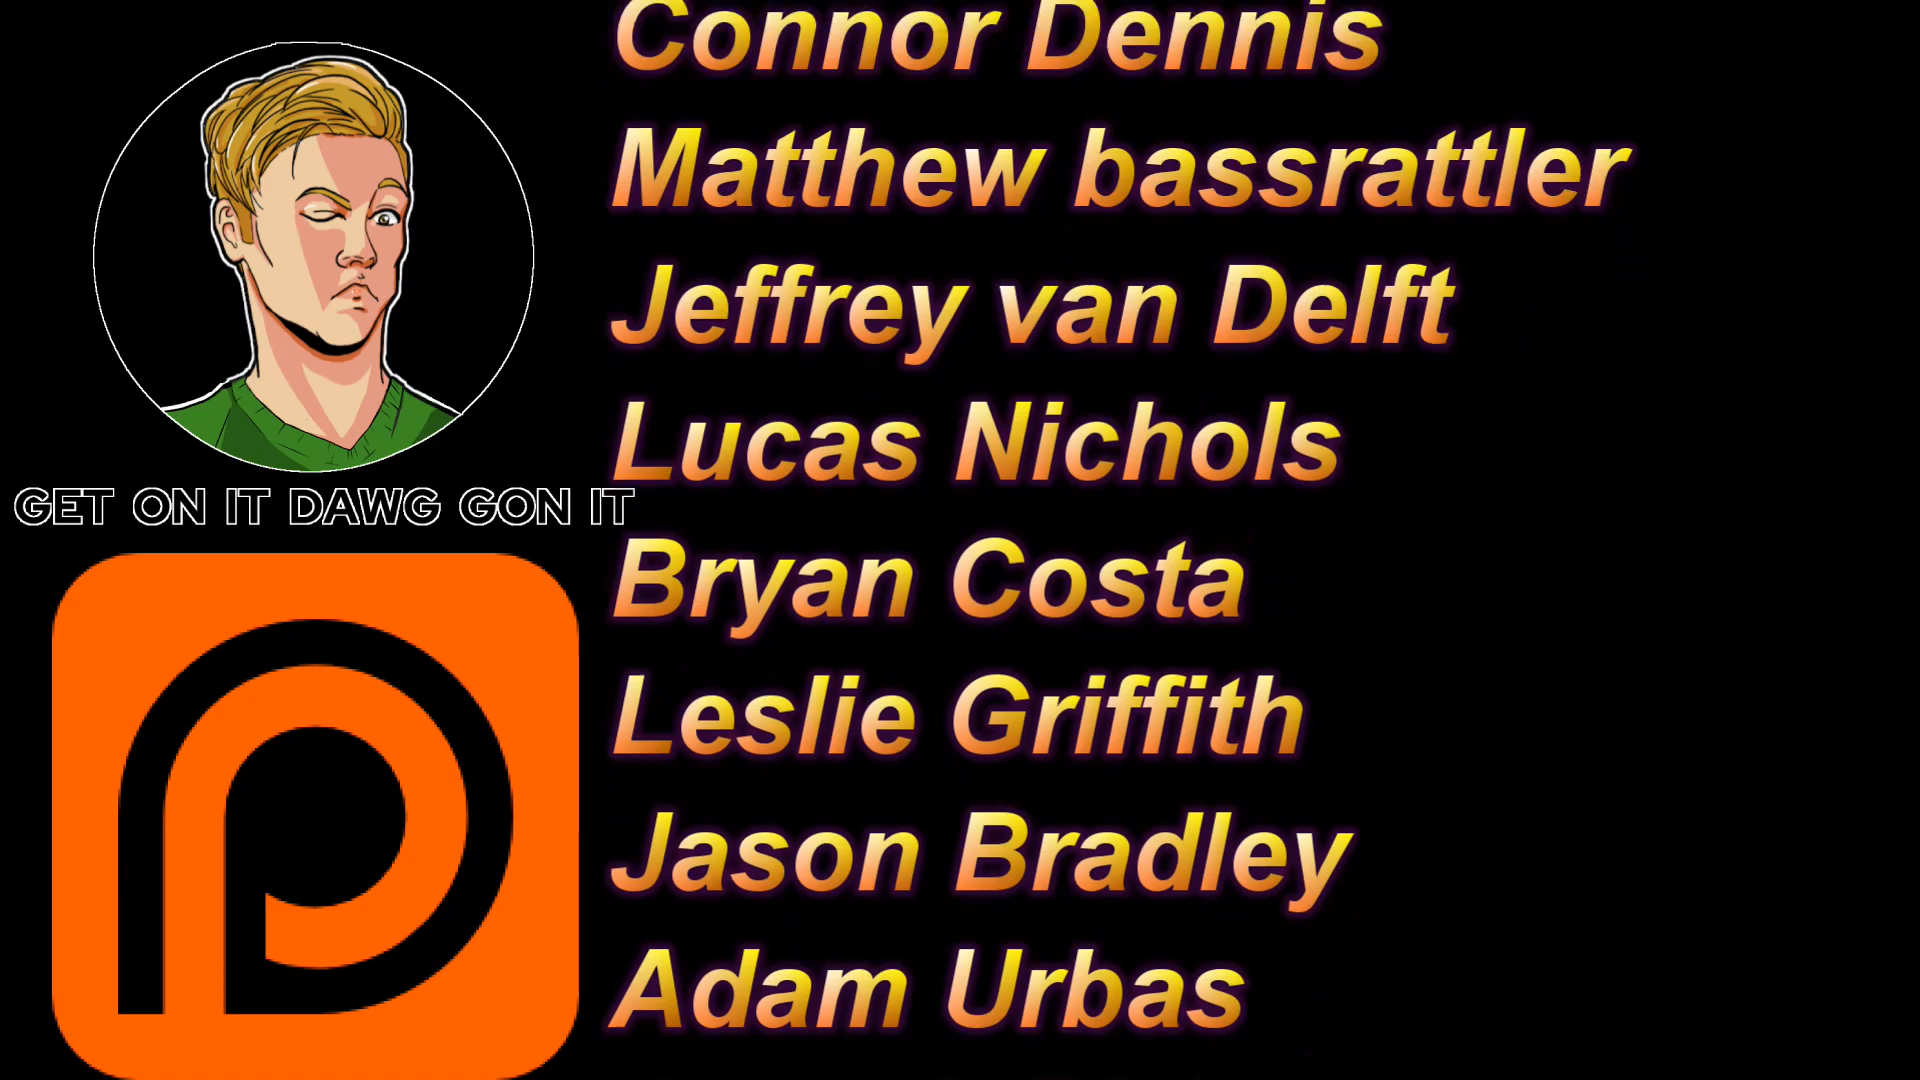 Connor Dennis
Matthew bassrattler
Jeffrey van Delft
Lucas Nichols
GET ON IT DAWG GON IT
Bryan Costa
Leslie Griffith
Jason Bradley
Adam Urbas